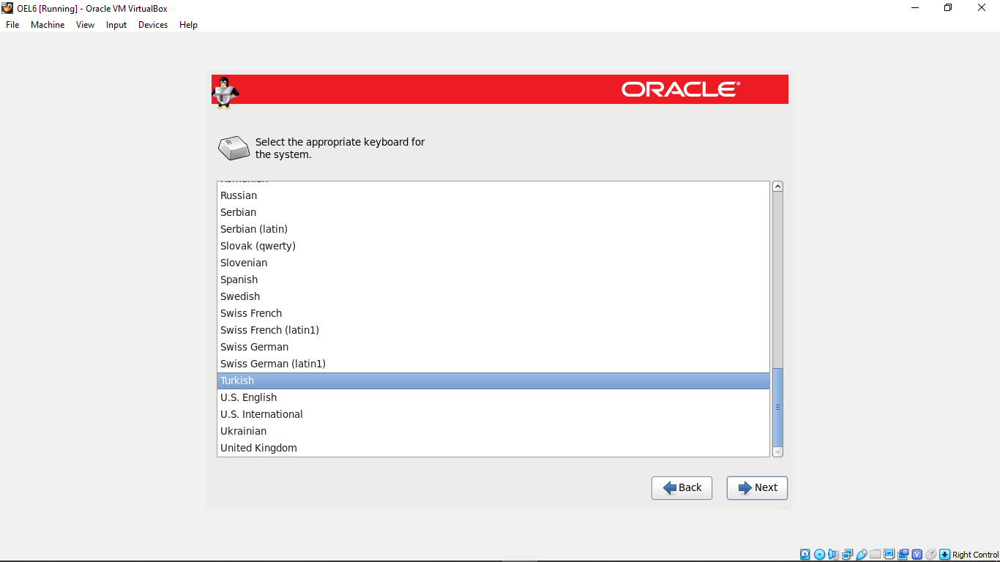 OEL6 [Running] - Oracle VM VirtualBox
File Machine View Input Devices Help
ORACLE®
Select the appropriate keyboard for
the system.
Russian
Serbian
Serbian (latin)
Slovak (qwerty)
Slovenian
Spanish
Swedish
Swiss French
Swiss French (latin1)
Swiss German
Swiss German (latin1)
Turkish
U.S. English
U.S. International
Ukrainian
United Kingdom
Back Next
Right Control